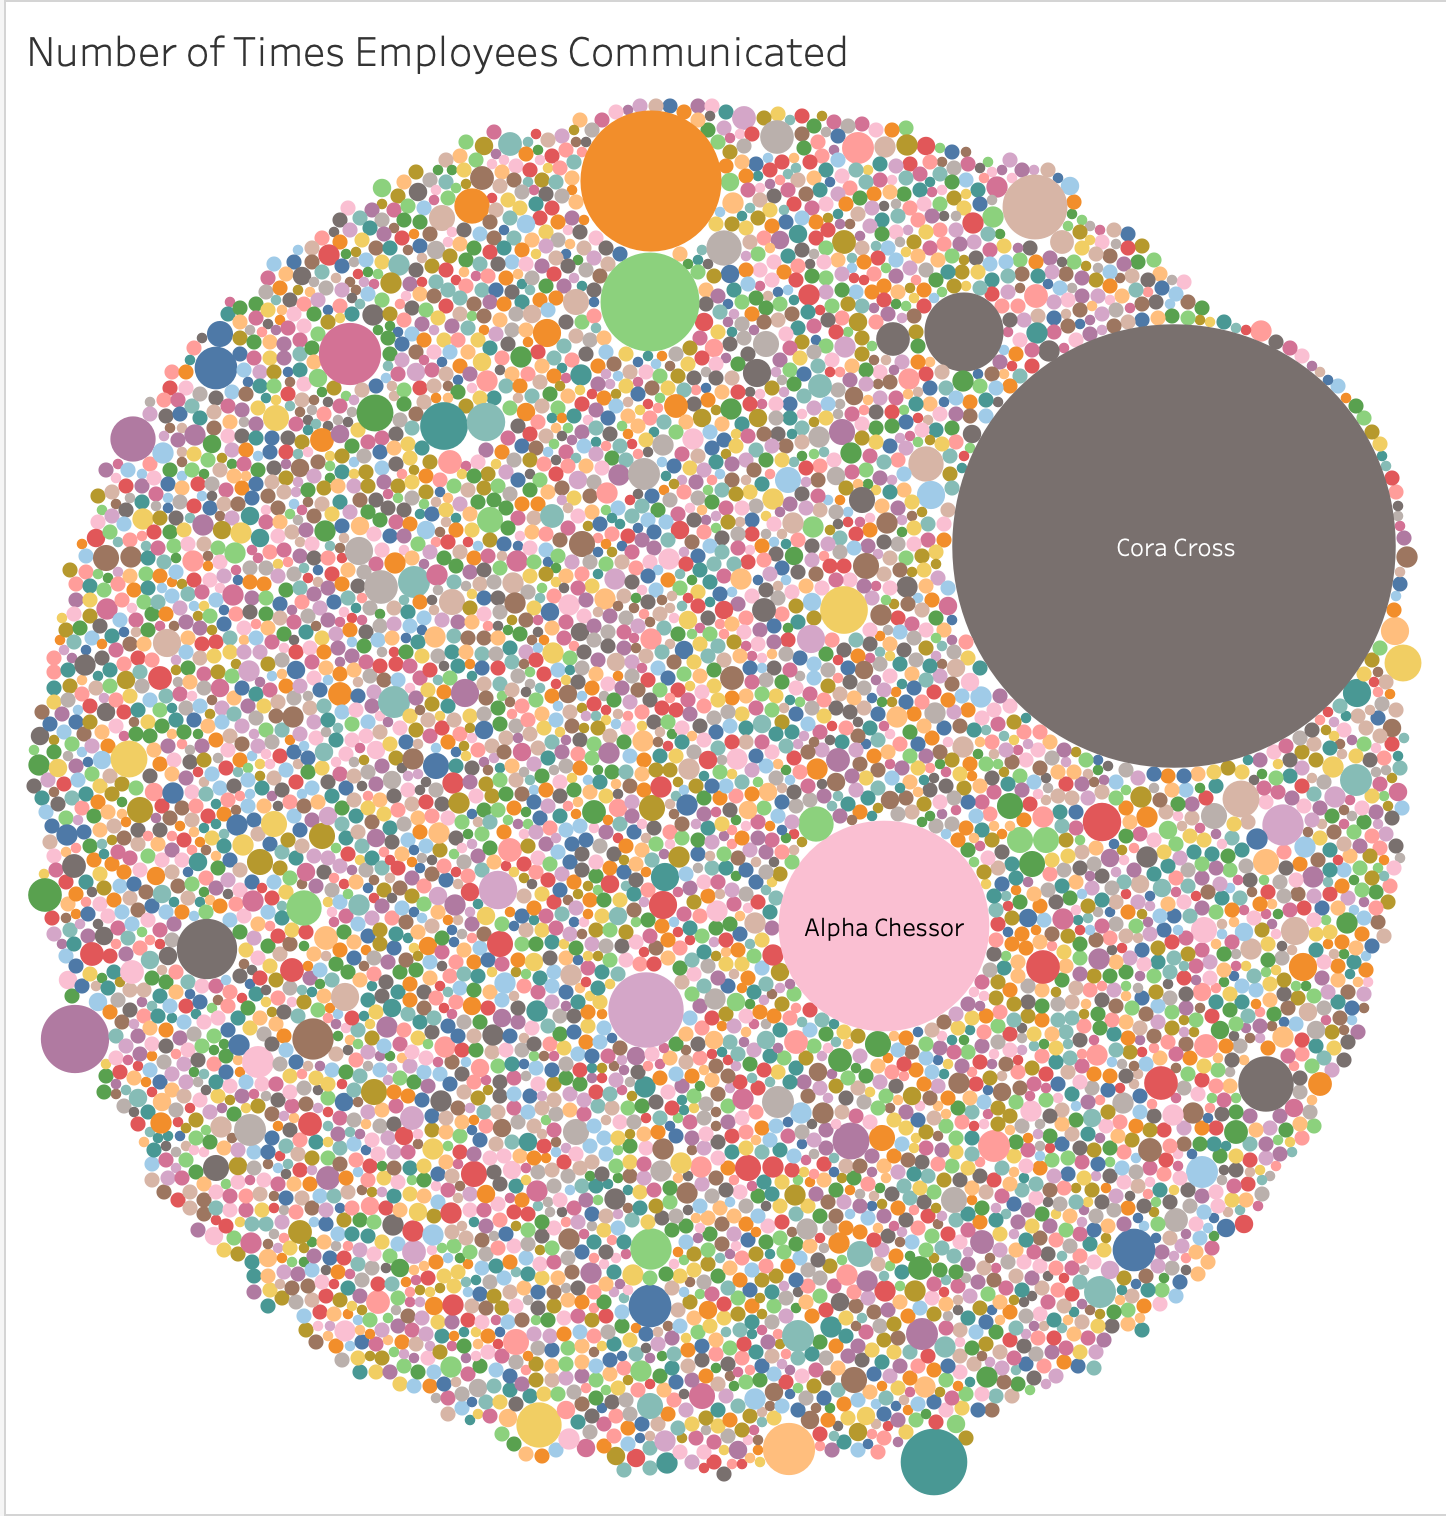 Number of Times Employees Communicated
Cora Cross
Alpha Chessor